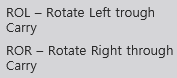 ROL – Rotate Left trough
Carry
ROR – Rotate Right through
Carry